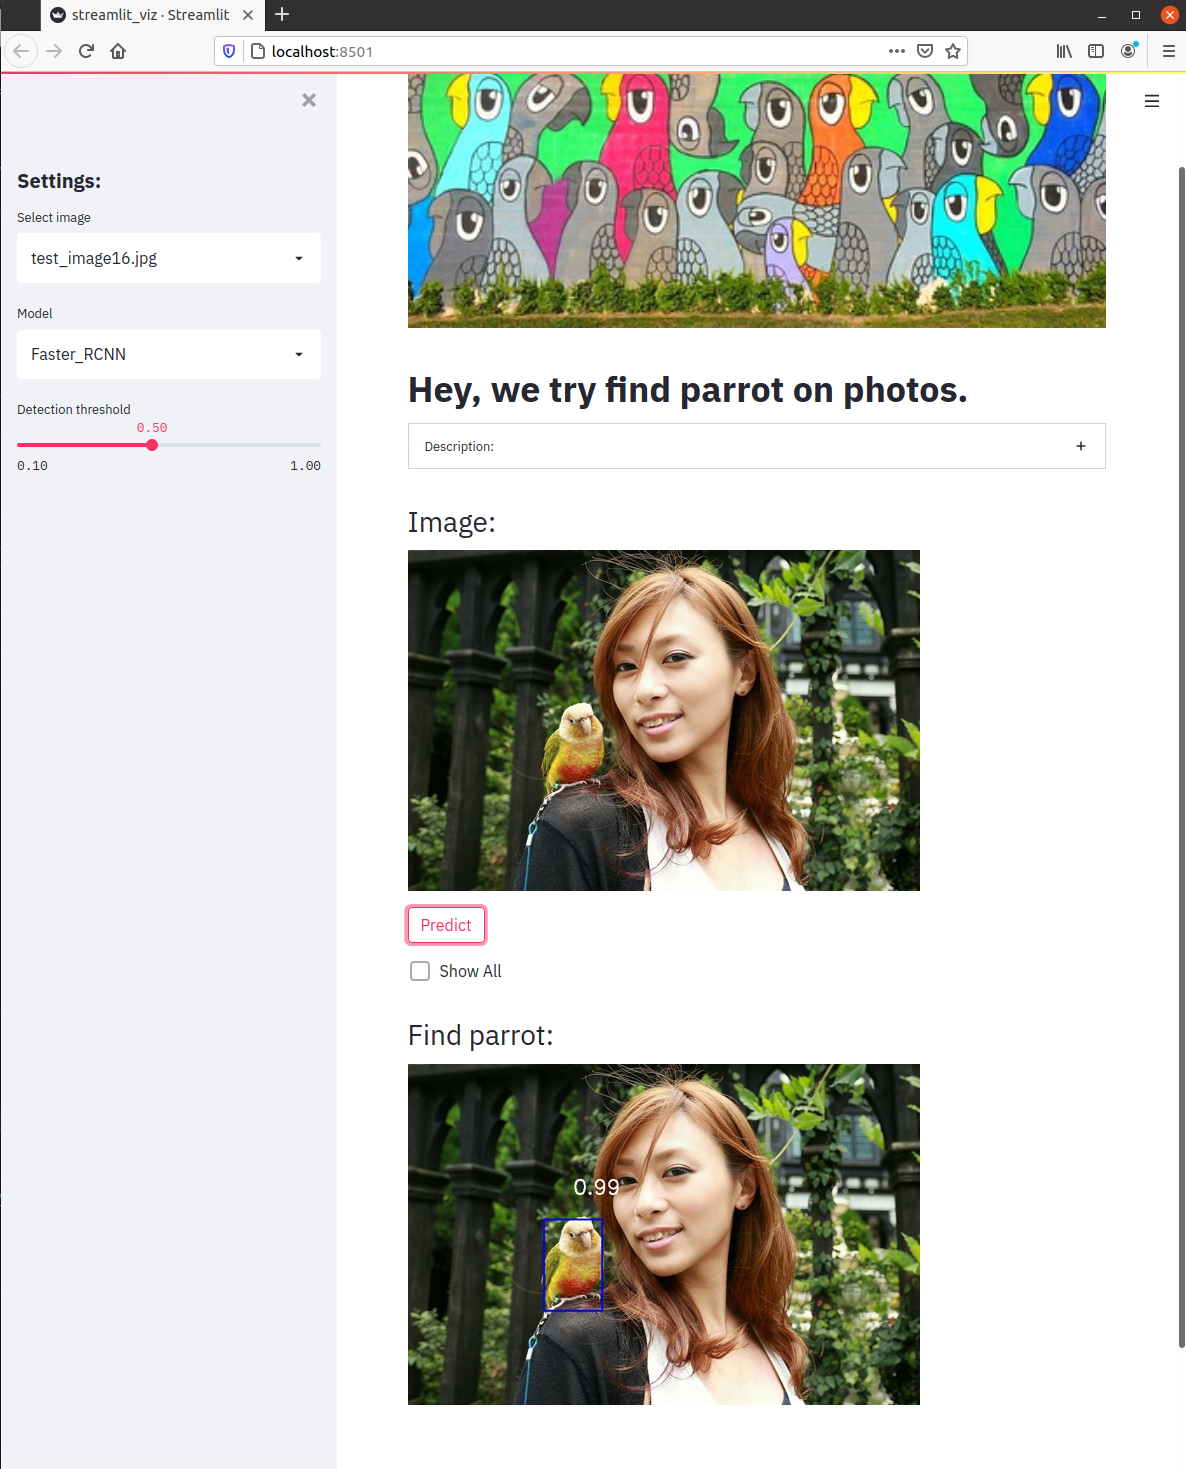 streamlit_viz · Streamlit
localhost:8501
Settings:
Select image
test_image16.jpg
Model
Faster_RCNN
Detection threshold
0.50
0.10 1.00
Hey, we try find parrot on photos.
Description:
Image:
Predict
Show All
Find parrot:
0.99